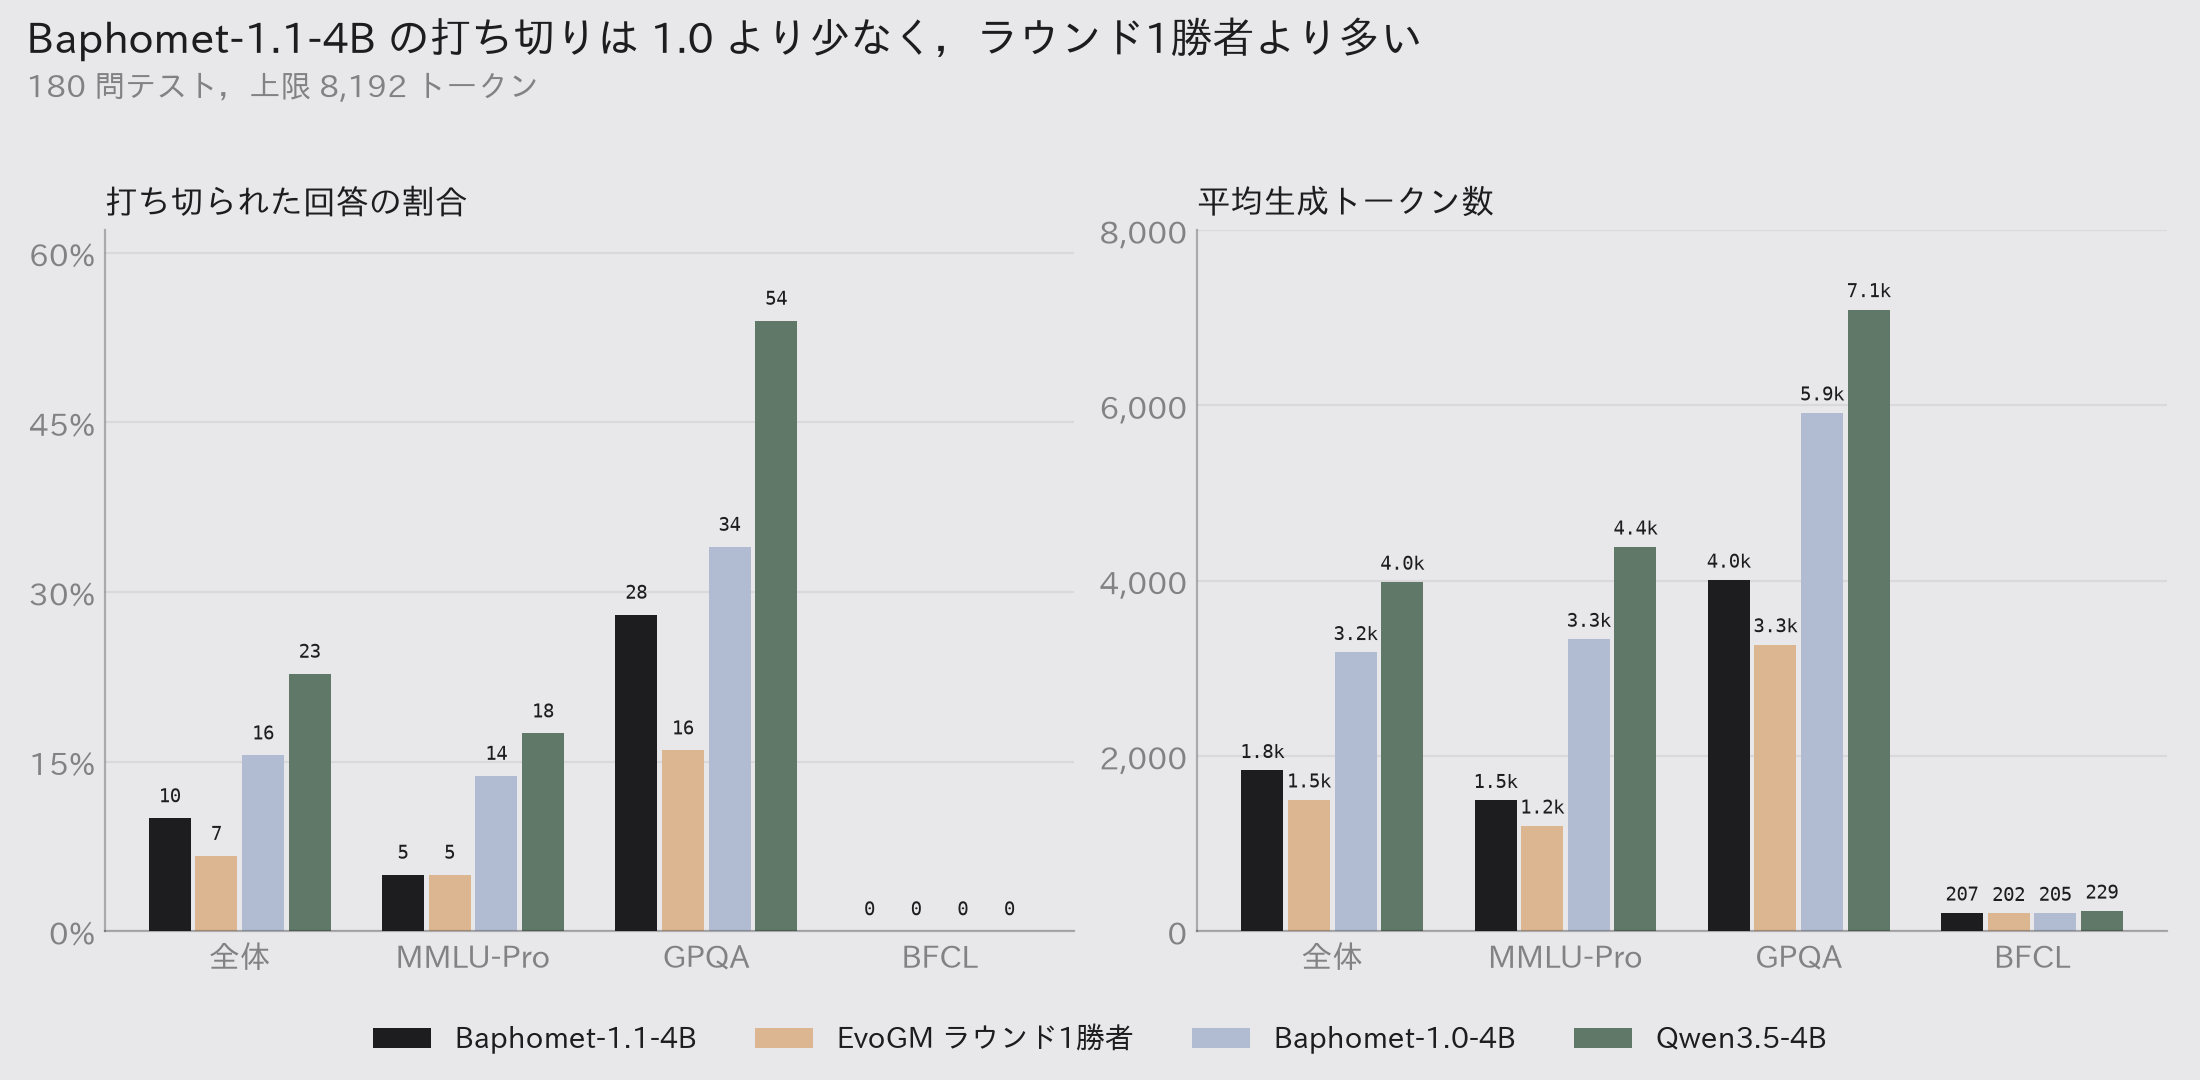 Baphomet-1.1-4B の打ち切りは 1.0 より少なく，ラウンド1勝者より多い
180 問テスト，上限 8,192 トークン
打ち切られた回答の割合
60%
45%
30%
15%
0%
10
7
16
23
5
5
14
18
28
16
34
54
0
0
0
0
全体
MMLU-Pro
GPQA
BFCL
平均生成トークン数
8,000
6,000
4,000
2,000
0
1.8k
1.5k
3.2k
4.0k
1.5k
1.2k
3.3k
4.4k
4.0k
3.3k
5.9k
7.1k
207
202
205
229
全体
MMLU-Pro
GPQA
BFCL
Baphomet-1.1-4B
EvoGM ラウンド1勝者
Baphomet-1.0-4B
Qwen3.5-4B